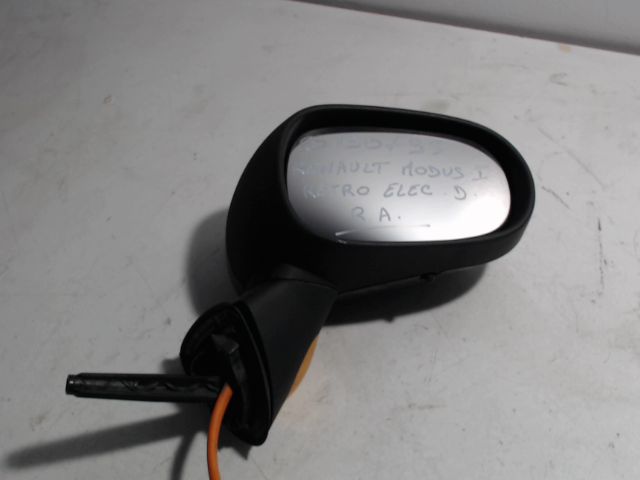 RENAULT MODUS I
RETRO ELEC. D.
R A.